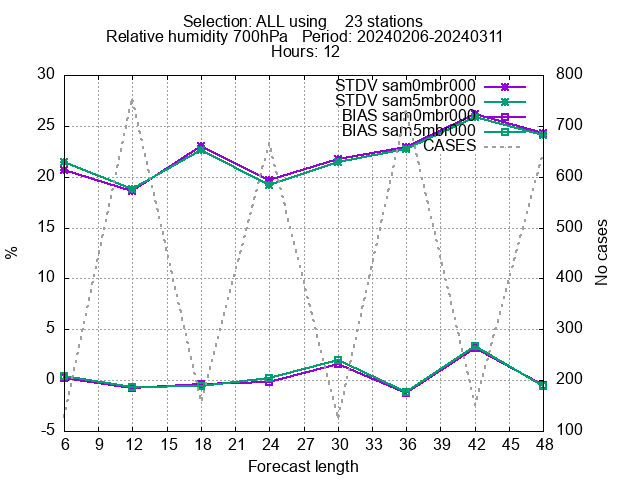 Selection: ALL using    23 stations
Relative humidity 700hPa   Period: 20240206-20240311
Hours: 12
STDV sam0mbr000
STDV sam5mbr000
BIAS sam0mbr000
BIAS sam5mbr000
CASES
30
25
20
15
10
5
0
-5
%
800
700
600
500
400
300
200
100
No cases
6 9 12 15 18 21 24 27 30 33 36 39 42 45 48
Forecast length